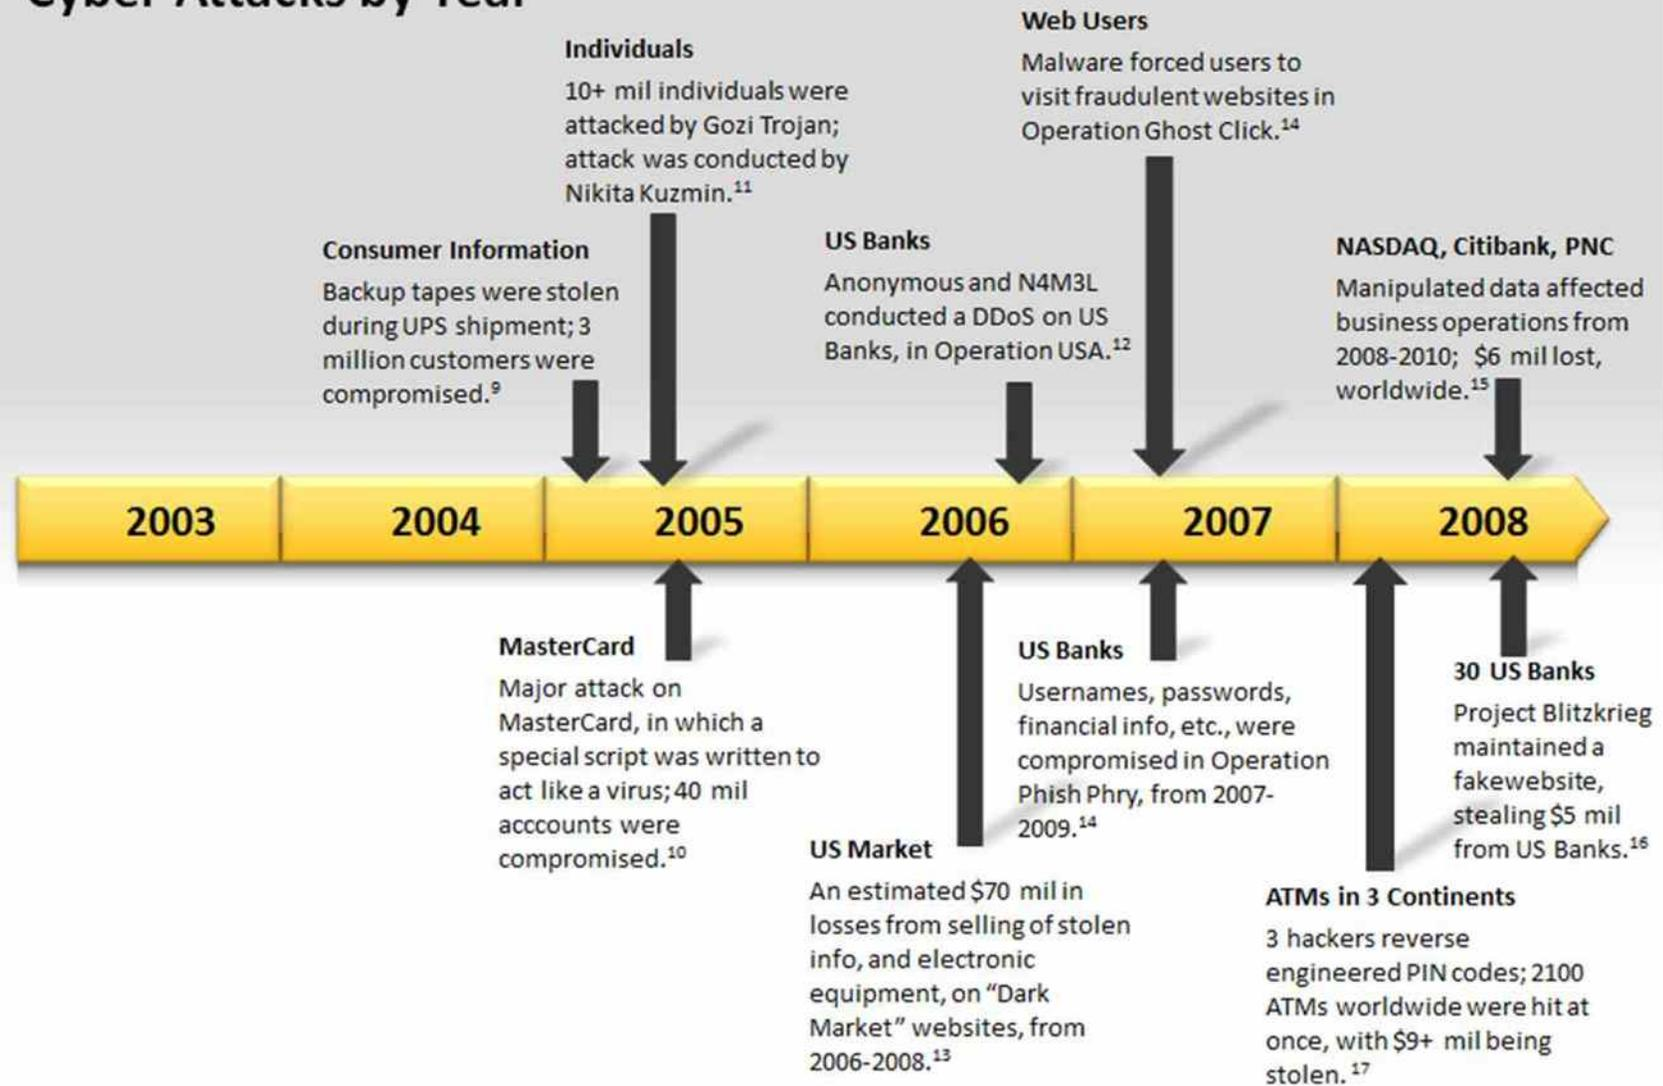 Cyber Attacks by Year
Individuals
10+ mil individuals were
attacked by Gozi Trojan;
attack was conducted by
Nikita Kuzmin.¹¹
Web Users
Malware forced users to
visit fraudulent websites in
Operation Ghost Click.¹⁴
Consumer Information
Backup tapes were stolen
during UPS shipment; 3
million customers were
compromised.⁹
US Banks
Anonymous and N4M3L
conducted a DDoS on US
Banks, in Operation USA.¹²
NASDAQ, Citibank, PNC
Manipulated data affected
business operations from
2008-2010; $6 mil lost,
worldwide.¹⁵
2003 2004 2005 2006 2007 2008
MasterCard
Major attack on
MasterCard, in which a
special script was written to
act like a virus; 40 mil
acccounts were
compromised.¹⁰
US Market
An estimated $70 mil in
losses from selling of stolen
info, and electronic
equipment, on “Dark
Market” websites, from
2006-2008.¹³
US Banks
Usernames, passwords,
financial info, etc., were
compromised in Operation
Phish Phry, from 2007-
2009.¹⁴
ATMs in 3 Continents
3 hackers reverse
engineered PIN codes; 2100
ATMs worldwide were hit at
once, with $9+ mil being
stolen. ¹⁷
30 US Banks
Project Blitzkrieg
maintained a
fakewebsite,
stealing $5 mil
from US Banks.¹⁶